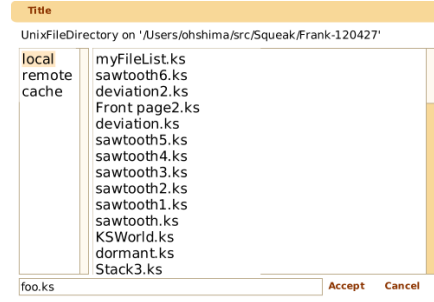 Title
UnixFileDirectory on '/Users/ohshima/src/Squeak/Frank-120427'
local
remote
cache
myFileList.ks
sawtooth6.ks
deviation2.ks
Front page2.ks
deviation.ks
sawtooth5.ks
sawtooth4.ks
sawtooth3.ks
sawtooth2.ks
sawtooth1.ks
sawtooth.ks
KSWorld.ks
dormant.ks
Stack3.ks
foo.ks Accept Cancel